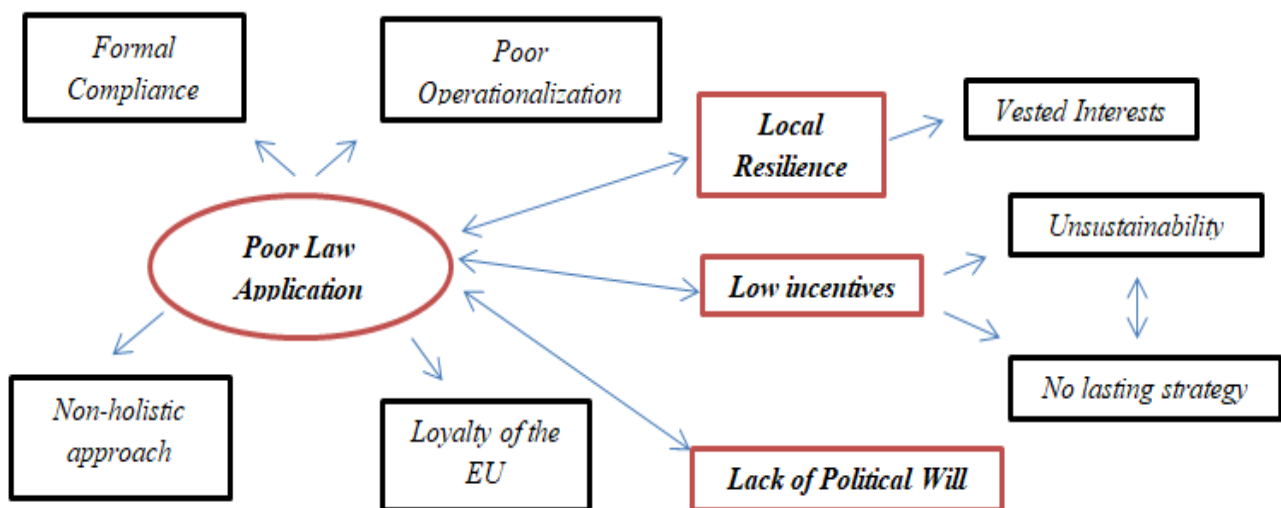 Formal
Compliance
Poor
Operationalization
Local
Resilience
Vested Interests
Poor Law
Application
Unsustainability
Low incentives
No lasting strategy
Non-holistic
approach
Loyalty of the
EU
Lack of Political Will